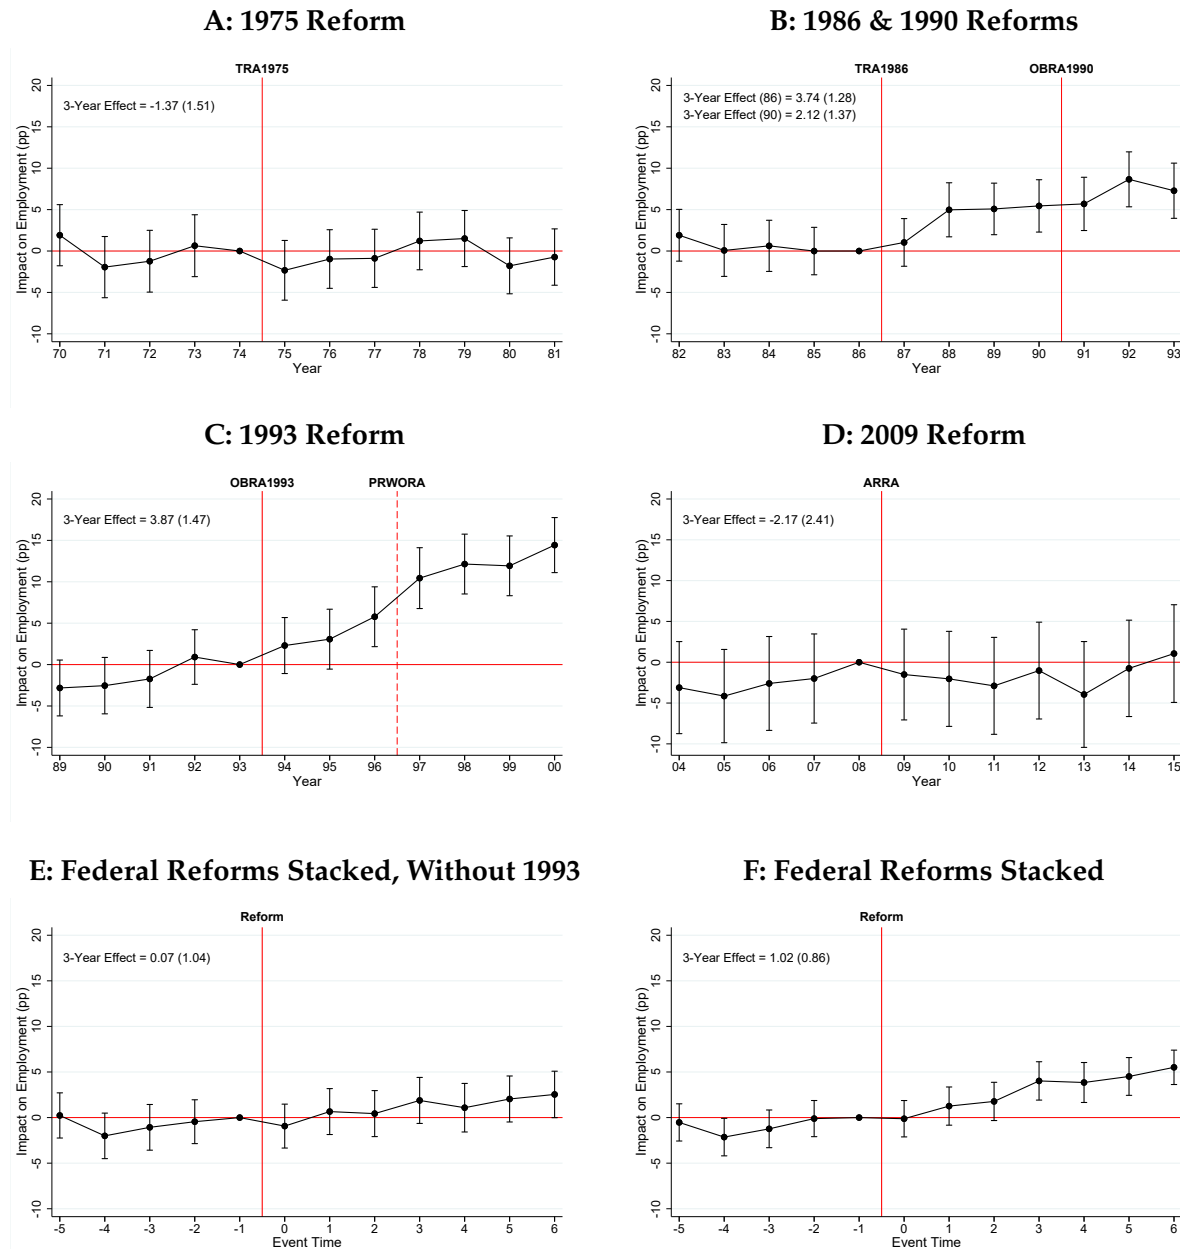 A: 1975 Reform
TRA1975
3-Year Effect = -1.37 (1.51)
Impact on Employment (pp)
20
15
10
5
0
-5
-10
70 71 72 73 74 75 76 77 78 79 80 81
Year
B: 1986 & 1990 Reforms
TRA1986 OBRA1990
3-Year Effect (86) = 3.74 (1.28)
3-Year Effect (90) = 2.12 (1.37)
Impact on Employment (pp)
20
15
10
5
0
-5
-10
82 83 84 85 86 87 88 89 90 91 92 93
Year
C: 1993 Reform
OBRA1993 PRWORA
3-Year Effect = 3.87 (1.47)
Impact on Employment (pp)
20
15
10
5
0
-5
-10
89 90 91 92 93 94 95 96 97 98 99 00
Year
D: 2009 Reform
ARRA
3-Year Effect = -2.17 (2.41)
Impact on Employment (pp)
20
15
10
5
0
-5
-10
04 05 06 07 08 09 10 11 12 13 14 15
Year
E: Federal Reforms Stacked, Without 1993
Reform
3-Year Effect = 0.07 (1.04)
Impact on Employment (pp)
20
15
10
5
0
-5
-10
-5 -4 -3 -2 -1 0 1 2 3 4 5 6
Event Time
F: Federal Reforms Stacked
Reform
3-Year Effect = 1.02 (0.86)
Impact on Employment (pp)
20
15
10
5
0
-5
-10
-5 -4 -3 -2 -1 0 1 2 3 4 5 6
Event Time